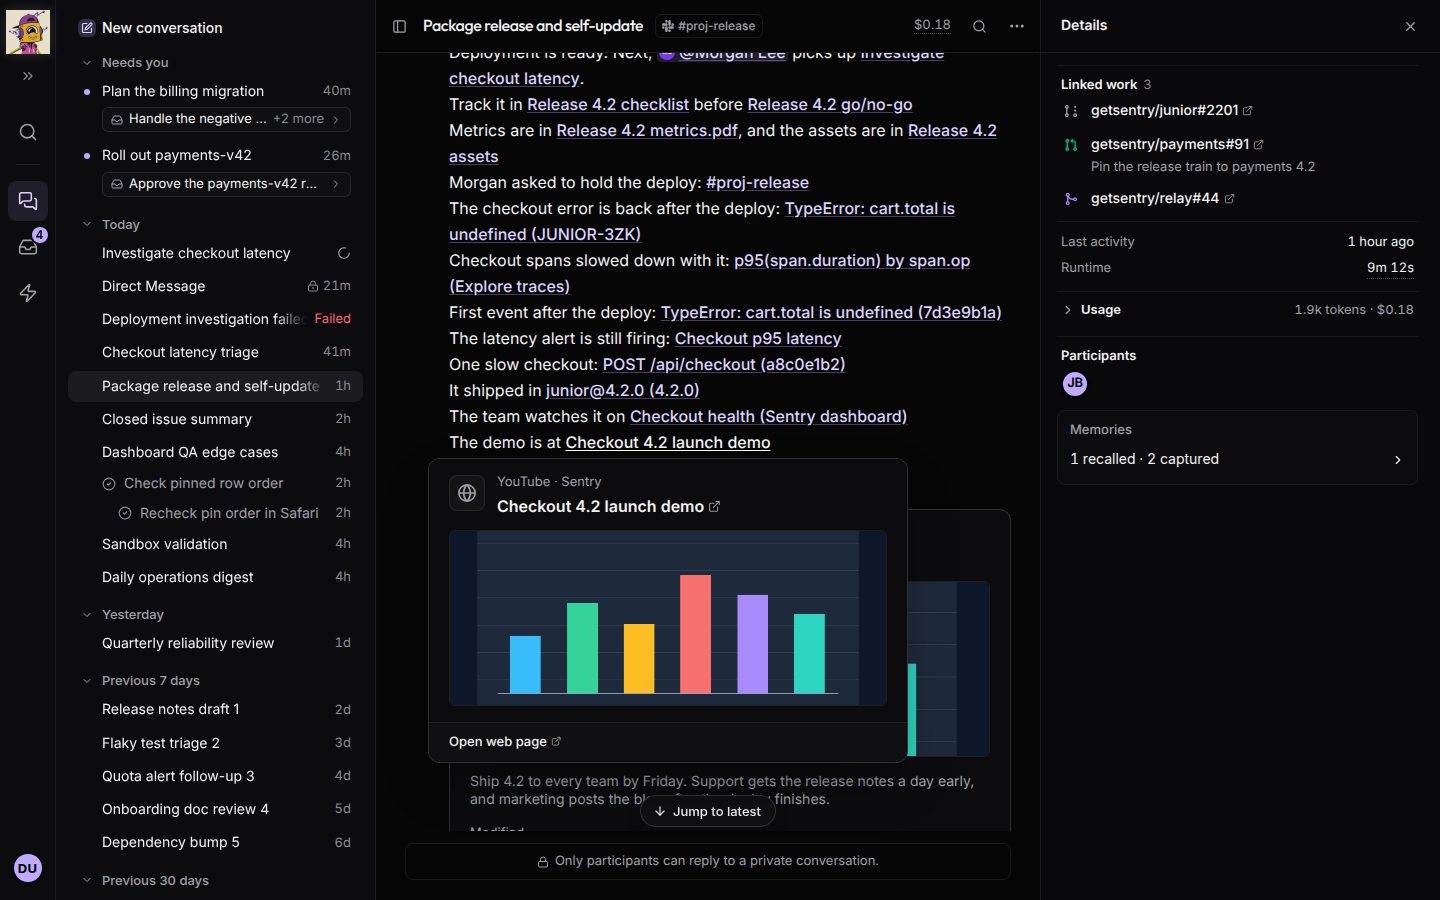 New conversation
Needs you
Plan the billing migration 40m
Handle the negative ... +2 more
Roll out payments-v42 26m
Approve the payments-v42 r...
Today
Investigate checkout latency
Direct Message 21m
Deployment investigation failed Failed
Checkout latency triage 41m
Package release and self-update 1h
Closed issue summary 2h
Dashboard QA edge cases 4h
Check pinned row order 2h
Recheck pin order in Safari 2h
Sandbox validation 4h
Daily operations digest 4h
Yesterday
Quarterly reliability review 1d
Previous 7 days
Release notes draft 1 2d
Flaky test triage 2 3d
Quota alert follow-up 3 4d
Onboarding doc review 4 5d
Dependency bump 5 6d
Previous 30 days
4
DU
Package release and self-update #proj-release $0.18
Deployment is ready. Next, @Morgan Lee picks up Investigate
checkout latency.
Track it in Release 4.2 checklist before Release 4.2 go/no-go
Metrics are in Release 4.2 metrics.pdf, and the assets are in Release 4.2
assets
Morgan asked to hold the deploy: #proj-release
The checkout error is back after the deploy: TypeError: cart.total is
undefined (JUNIOR-3ZK)
Checkout spans slowed down with it: p95(span.duration) by span.op
(Explore traces)
First event after the deploy: TypeError: cart.total is undefined (7d3e9b1a)
The latency alert is still firing: Checkout p95 latency
One slow checkout: POST /api/checkout (a8c0e1b2)
It shipped in junior@4.2.0 (4.2.0)
The team watches it on Checkout health (Sentry dashboard)
The demo is at Checkout 4.2 launch demo
YouTube · Sentry
Checkout 4.2 launch demo
Open web page
Ship 4.2 to every team by Friday. Support gets the release notes a day early,
and marketing posts the finishes.
Modified
Jump to latest
Only participants can reply to a private conversation.
Details
Linked work 3
getsentry/junior#2201
getsentry/payments#91
Pin the release train to payments 4.2
getsentry/relay#44
Last activity 1 hour ago
Runtime 9m 12s
Usage 1.9k tokens · $0.18
Participants
JB
Memories
1 recalled · 2 captured